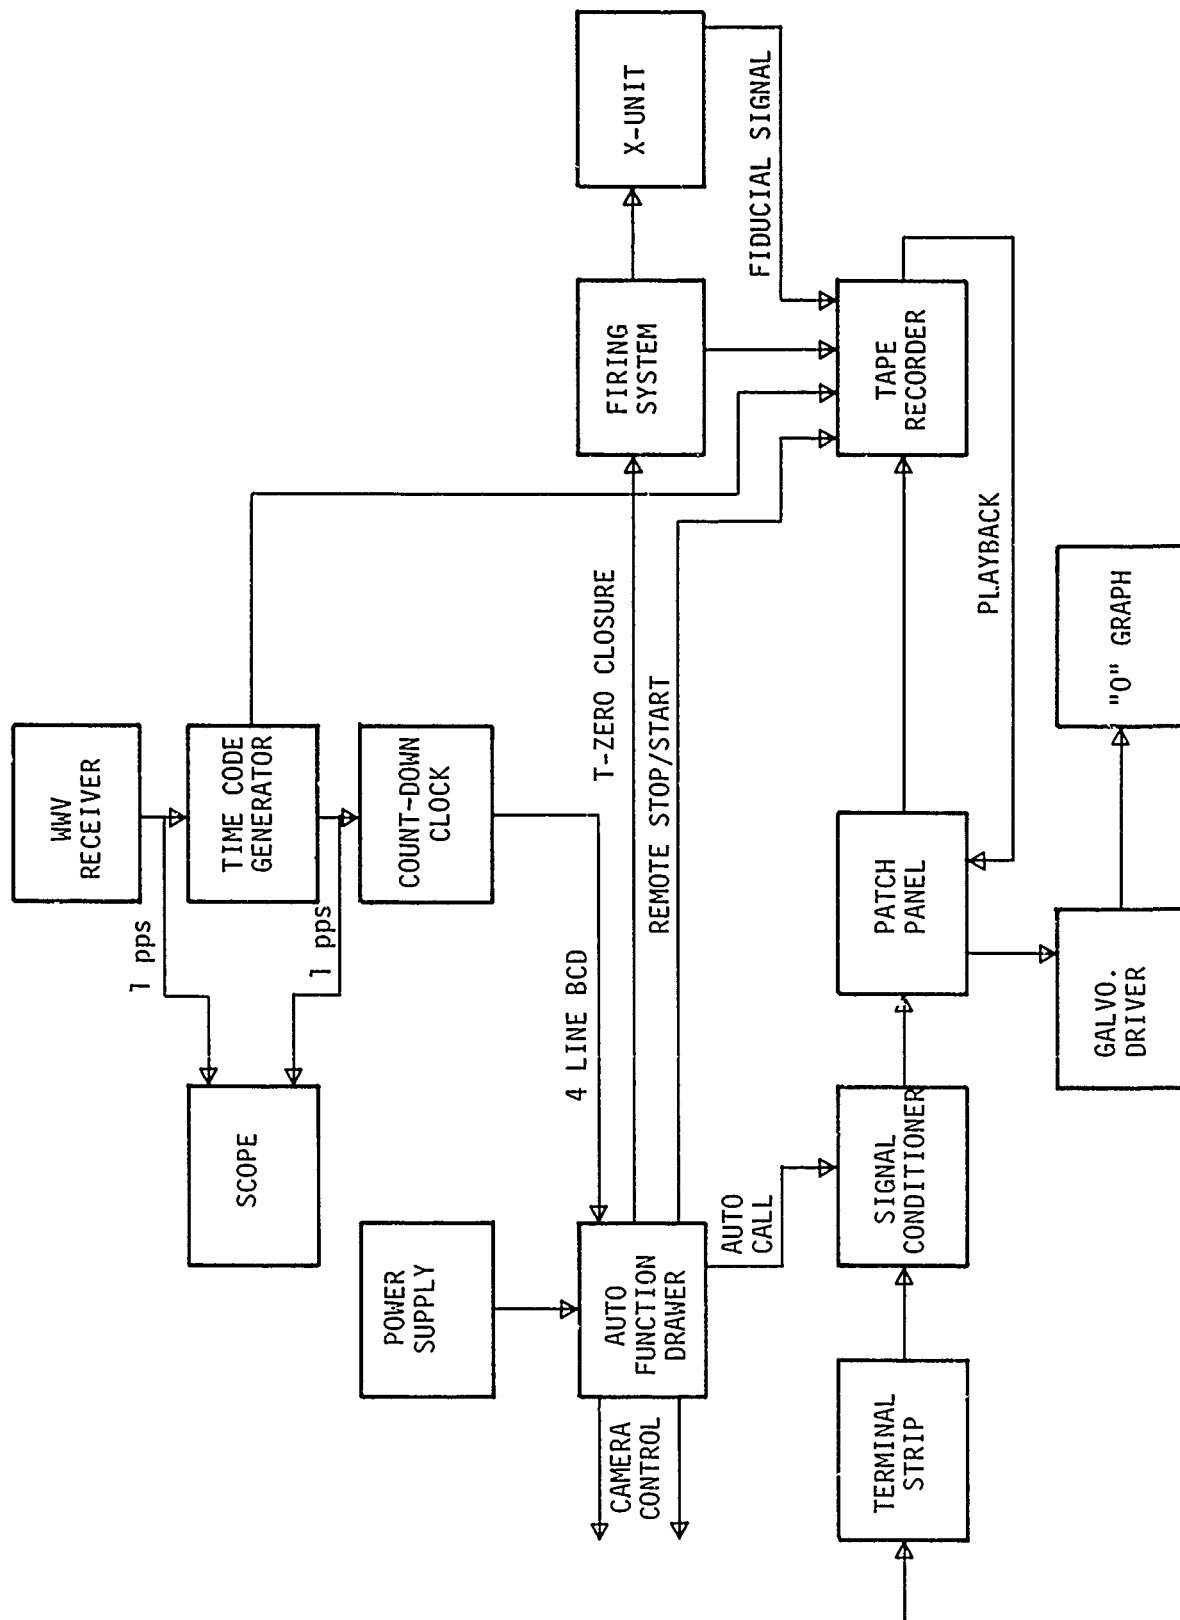 WWV
RECEIVER
1 pps
TIME CODE
GENERATOR
1 pps
SCOPE
COUNT-DOWN
CLOCK
POWER
SUPPLY
4 LINE BCD
X-UNIT
FIRING
SYSTEM
T-ZERO CLOSURE
AUTO
FUNCTION
DRAWER
CAMERA
CONTROL
REMOTE STOP/START
FIDUCIAL SIGNAL
AUTO
CALL
TERMINAL
STRIP
SIGNAL
CONDITIONER
PATCH
PANEL
TAPE
RECORDER
PLAYBACK
GALVO.
DRIVER
"O" GRAPH